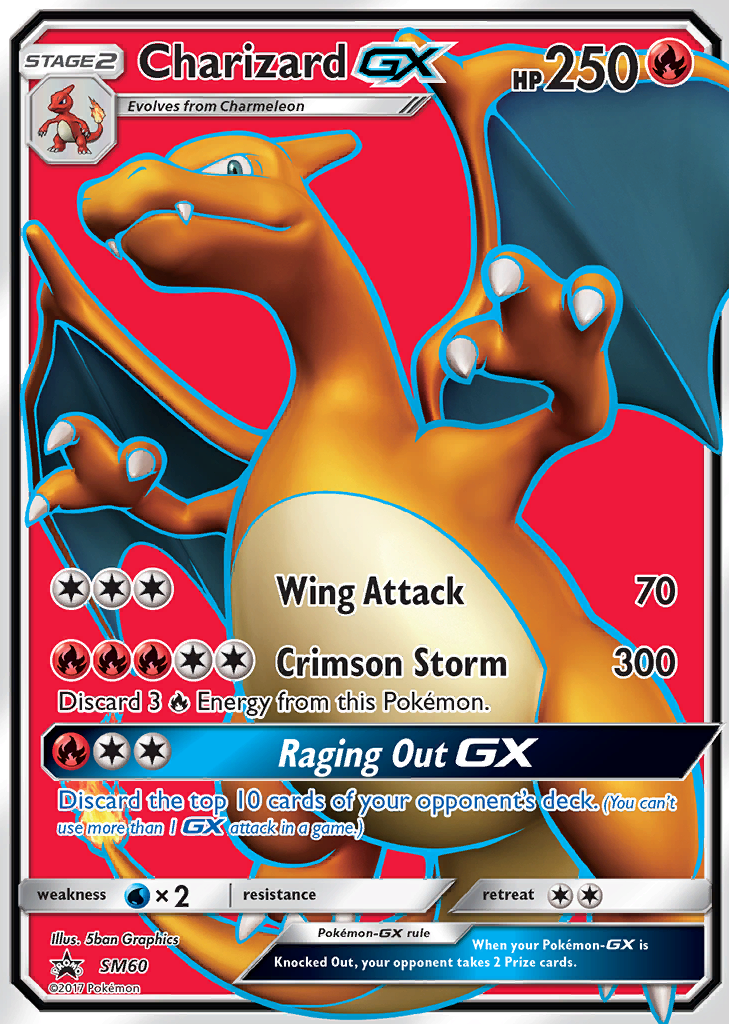 STAGE2 Charizard GX HP250
Evolves from Charmeleon
Wing Attack 70
Crimson Storm 300
Discard 3 Energy from this Pokémon.
Raging Out GX
Discard the top 10 cards of your opponent's deck. (You can't
use more than 1 GX attack in a game.)
weakness ×2 resistance retreat
Illus. 5ban Graphics
PROMO SM60
©2017 Pokémon
Pokémon-GX rule
When your Pokémon-GX is
Knocked Out, your opponent takes 2 Prize cards.